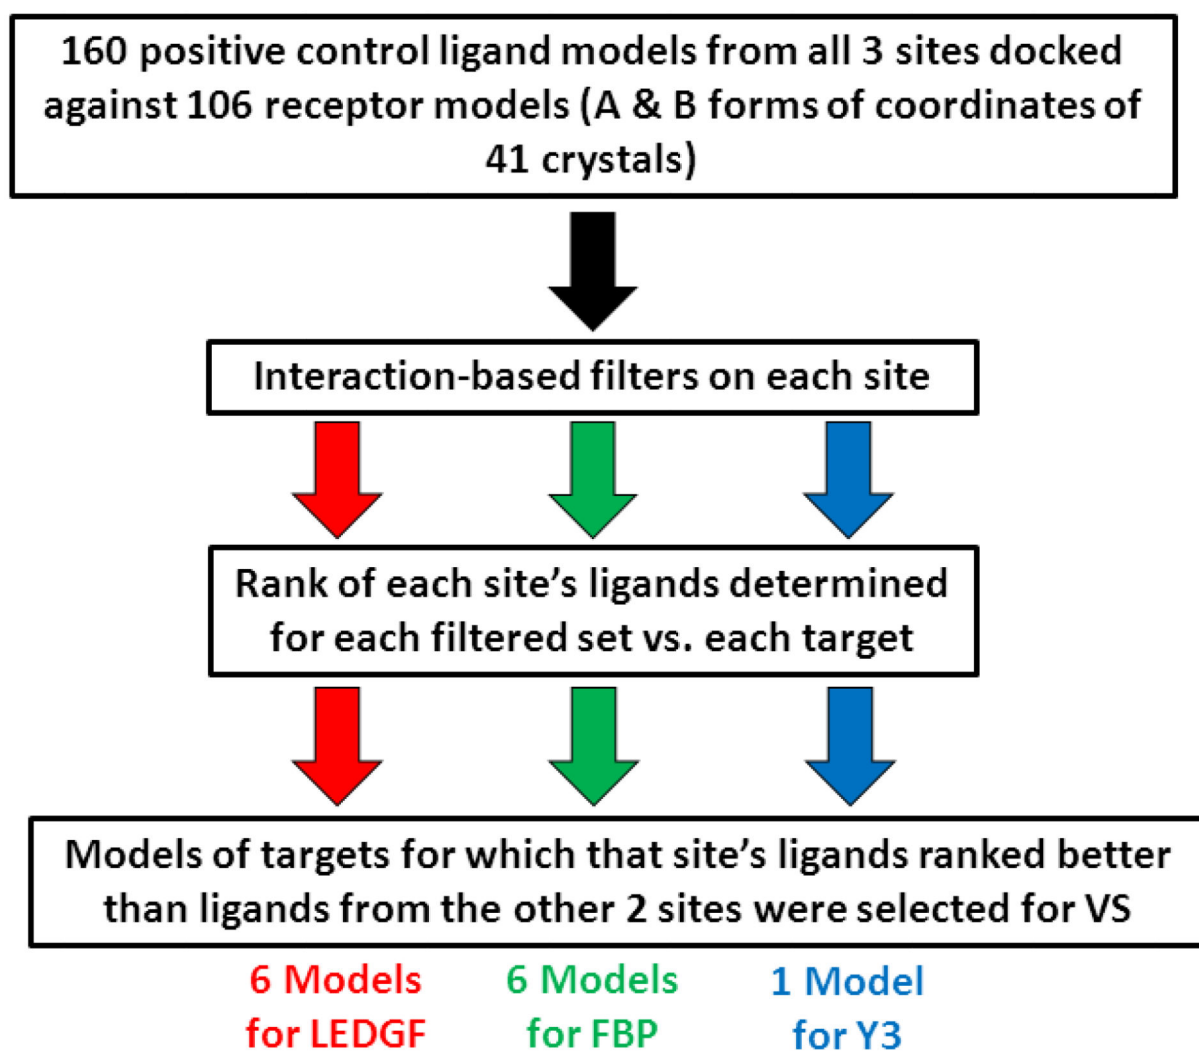 160 positive control ligand models from all 3 sites docked
against 106 receptor models (A & B forms of coordinates of
41 crystals)
Interaction-based filters on each site
Rank of each site’s ligands determined
for each filtered set vs. each target
Models of targets for which that site’s ligands ranked better
than ligands from the other 2 sites were selected for VS
6 Models
for LEDGF
6 Models
for FBP
1 Model
for Y3